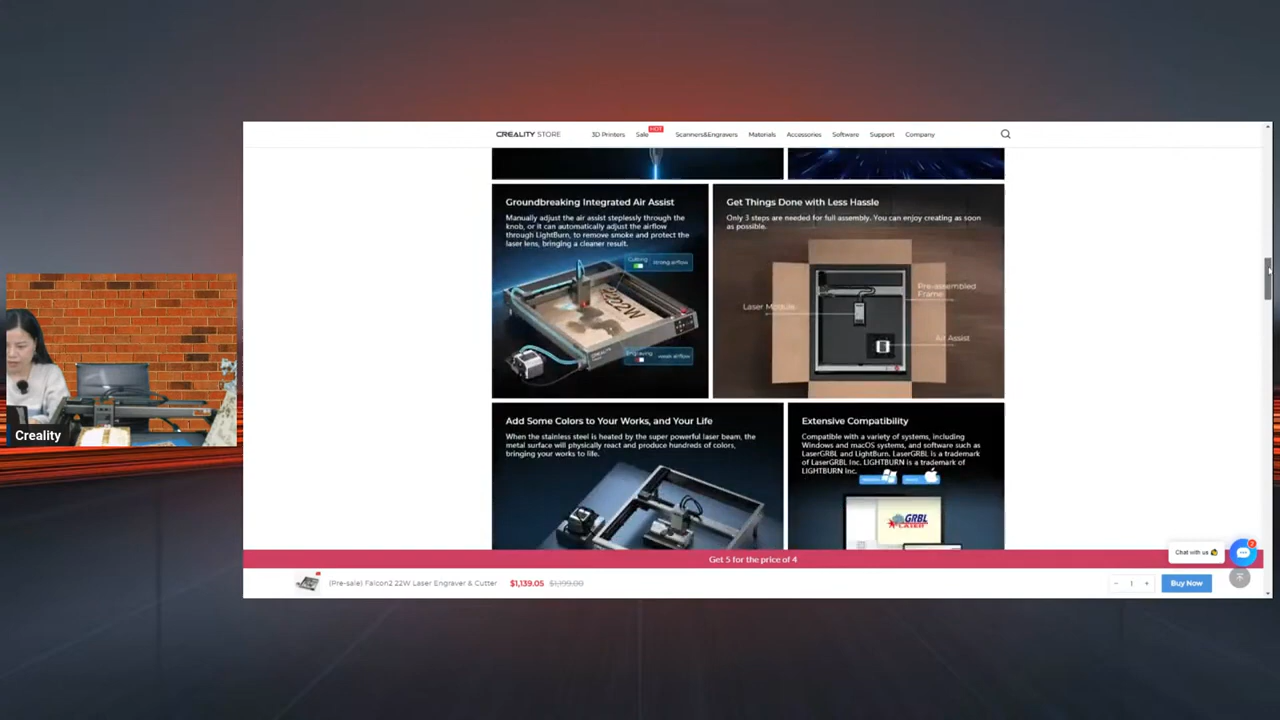 CREALITY STORE
3D Printers
Sale
HOT
Scanners&Engravers
Materials
Accessories
Software
Support
Company
Groundbreaking Integrated Air Assist
Manually adjust the air assist steplessly through the
knob, or it can automatically adjust the airflow
through LightBurn, to remove smoke and protect the
laser lens, bringing a cleaner result.
Cutting
strong airflow
22W
CREALITY
Engraving
weak airflow
Get Things Done with Less Hassle
Only 3 steps are needed for full assembly. You can enjoy creating as soon
as possible.
Laser Module
Pre-assembled
Frame
Air Assist
Add Some Colors to Your Works, and Your Life
When the stainless steel is heated by the super powerful laser beam, the
metal surface will physically react and produce hundreds of colors,
bringing your works to life.
Extensive Compatibility
Compatible with a variety of systems, including
Windows and macOS systems, and software such as
LaserGRBL and LightBurn. LaserGRBL is a trademark
of LaserGRBL Inc. LIGHTBURN is a trademark of
LIGHTBURN Inc.
GRBL
LASER
Creality
Get 5 for the price of 4
Chat with us
2
(Pre-sale) Falcon2 22W Laser Engraver & Cutter
$1,139.05
$1,199.00
− 1 +
Buy Now